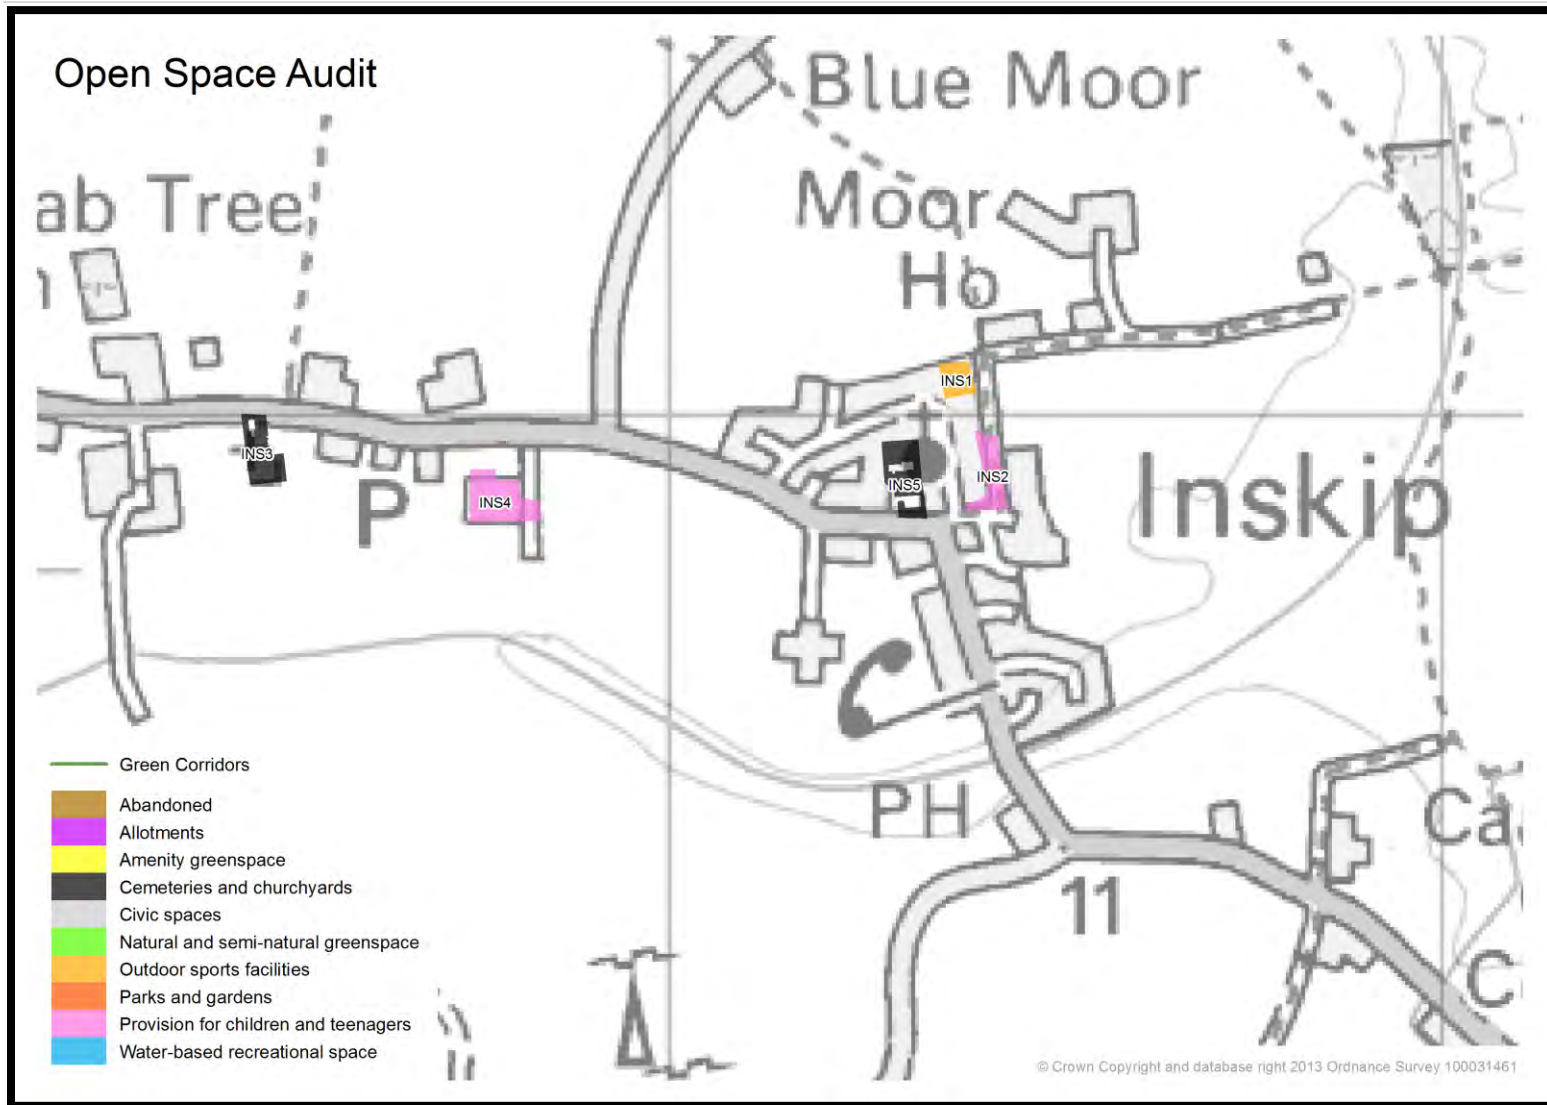 Open Space Audit
Blue Moor
ab Tree
Moor
Ho
INS1
INS3
INS2
INS4
INS5
P
Inskip
PH
Ca
11
C
Green Corridors
Abandoned
Allotments
Amenity greenspace
Cemeteries and churchyards
Civic spaces
Natural and semi-natural greenspace
Outdoor sports facilities
Parks and gardens
Provision for children and teenagers
Water-based recreational space
© Crown Copyright and database right 2013 Ordnance Survey 100031461